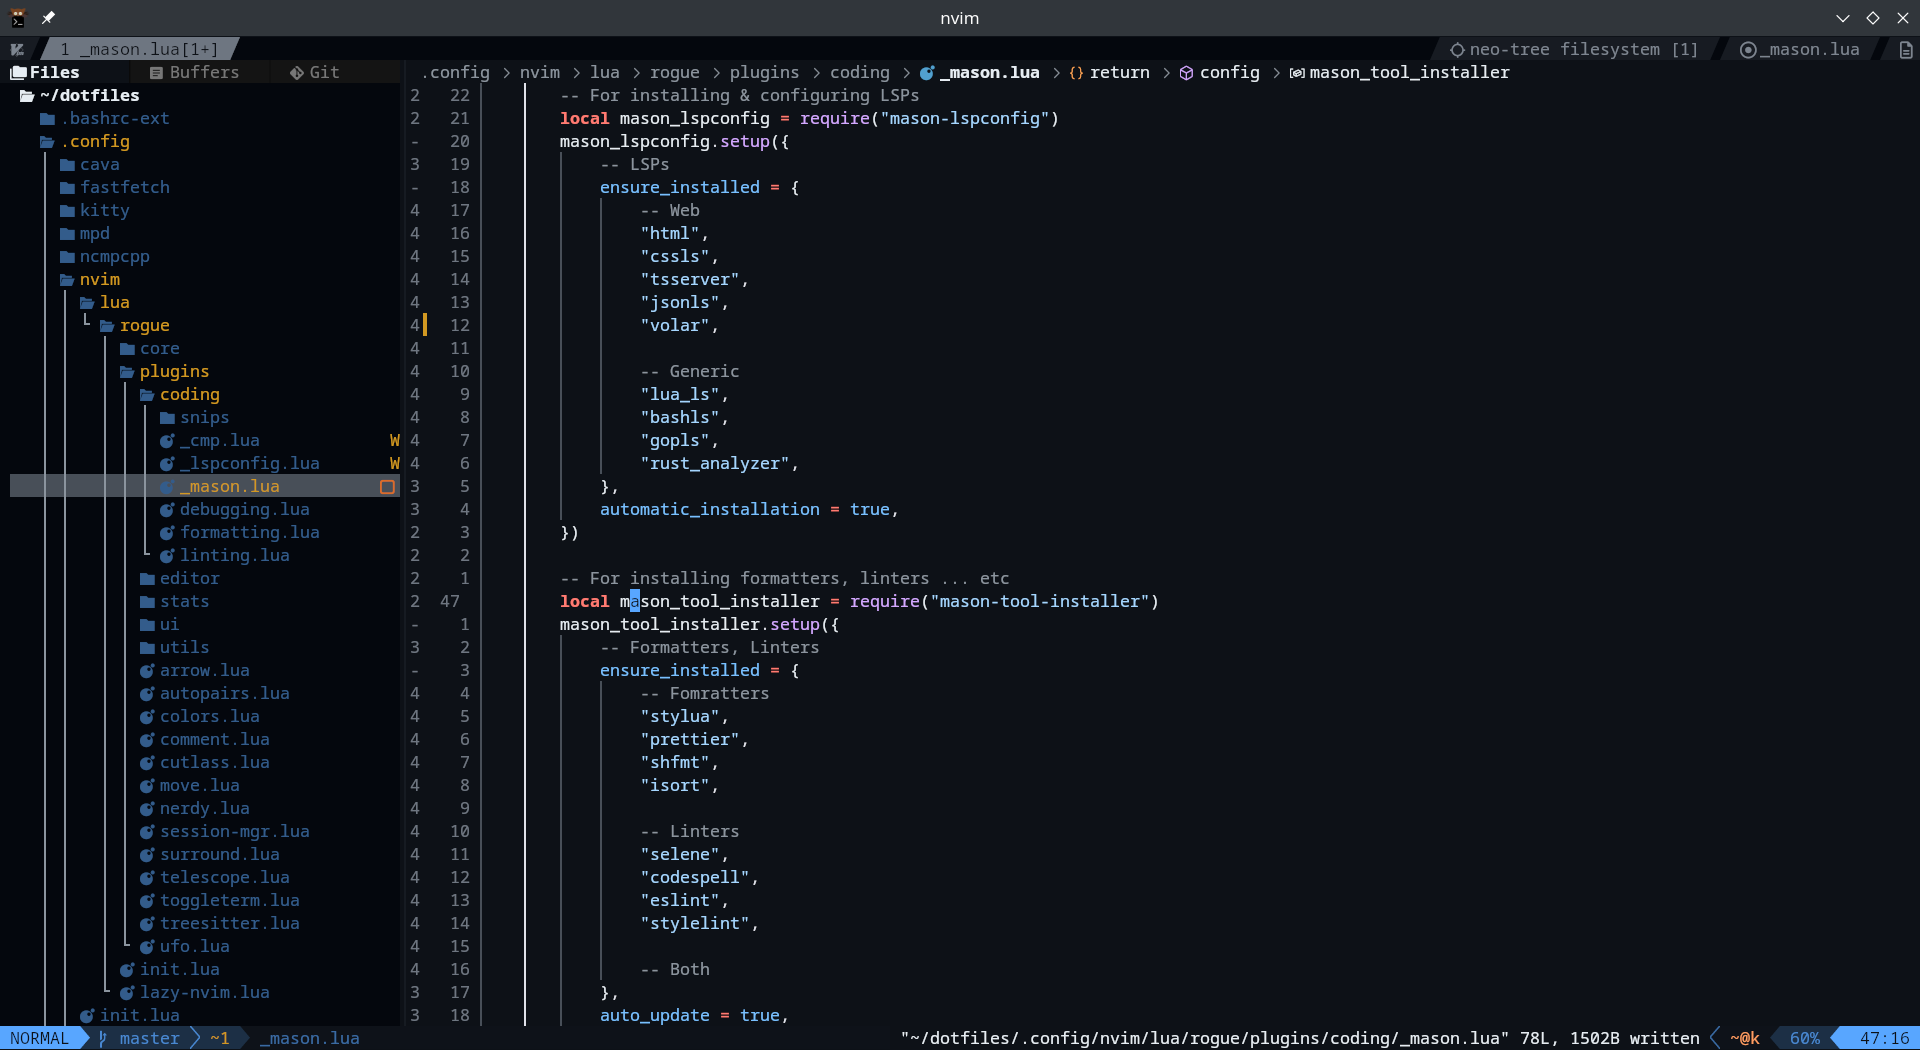 nvim
1 _mason.lua[1+]
neo-tree filesystem [1]
_mason.lua
Files
Buffers
Git
.config > nvim > lua > rogue > plugins > coding > _mason.lua > {} return > config > mason_tool_installer
~/dotfiles
.bashrc-ext
.config
cava
fastfetch
kitty
mpd
ncmpcpp
nvim
lua
rogue
core
plugins
coding
snips
_cmp.lua W
_lspconfig.lua W
_mason.lua
debugging.lua
formatting.lua
linting.lua
editor
stats
ui
utils
arrow.lua
autopairs.lua
colors.lua
comment.lua
cutlass.lua
move.lua
nerdy.lua
session-mgr.lua
surround.lua
telescope.lua
toggleterm.lua
treesitter.lua
ufo.lua
init.lua
lazy-nvim.lua
init.lua
2 22 -- For installing & configuring LSPs
2 21 local mason_lspconfig = require("mason-lspconfig")
- 20 mason_lspconfig.setup({
3 19 -- LSPs
- 18 ensure_installed = {
4 17 -- Web
4 16 "html",
4 15 "cssls",
4 14 "tsserver",
4 13 "jsonls",
4 12 "volar",
4 11
4 10 -- Generic
4 9 "lua_ls",
4 8 "bashls",
4 7 "gopls",
4 6 "rust_analyzer",
3 5 },
3 4 automatic_installation = true,
2 3 })
2 2
2 1 -- For installing formatters, linters ... etc
2 47 local mason_tool_installer = require("mason-tool-installer")
- 1 mason_tool_installer.setup({
3 2 -- Formatters, Linters
- 3 ensure_installed = {
4 4 -- Fomratters
4 5 "stylua",
4 6 "prettier",
4 7 "shfmt",
4 8 "isort",
4 9
4 10 -- Linters
4 11 "selene",
4 12 "codespell",
4 13 "eslint",
4 14 "stylelint",
4 15
4 16 -- Both
3 17 },
3 18 auto_update = true,
NORMAL master ~1 _mason.lua
"~/dotfiles/.config/nvim/lua/rogue/plugins/coding/_mason.lua" 78L, 1502B written
~@k 60% 47:16